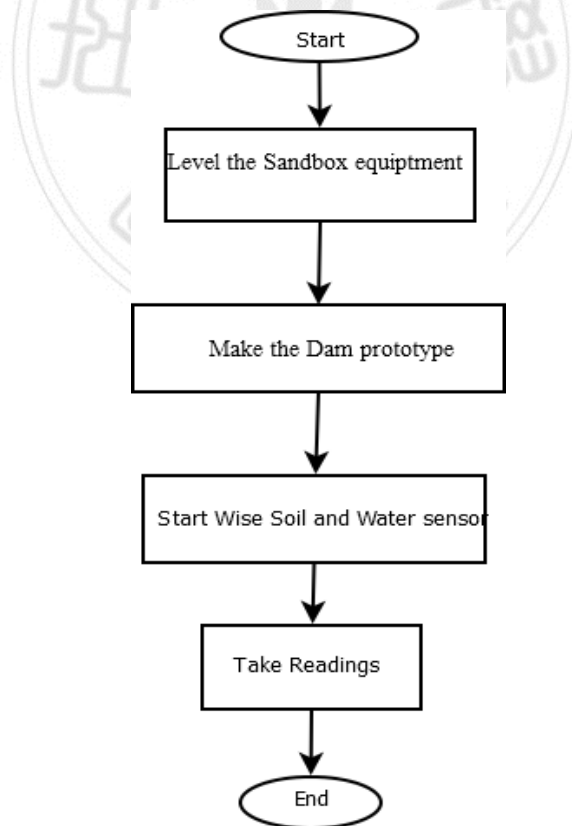 Start
Level the Sandbox equiptment
Make the Dam prototype
Start Wise Soil and Water sensor
Take Readings
End